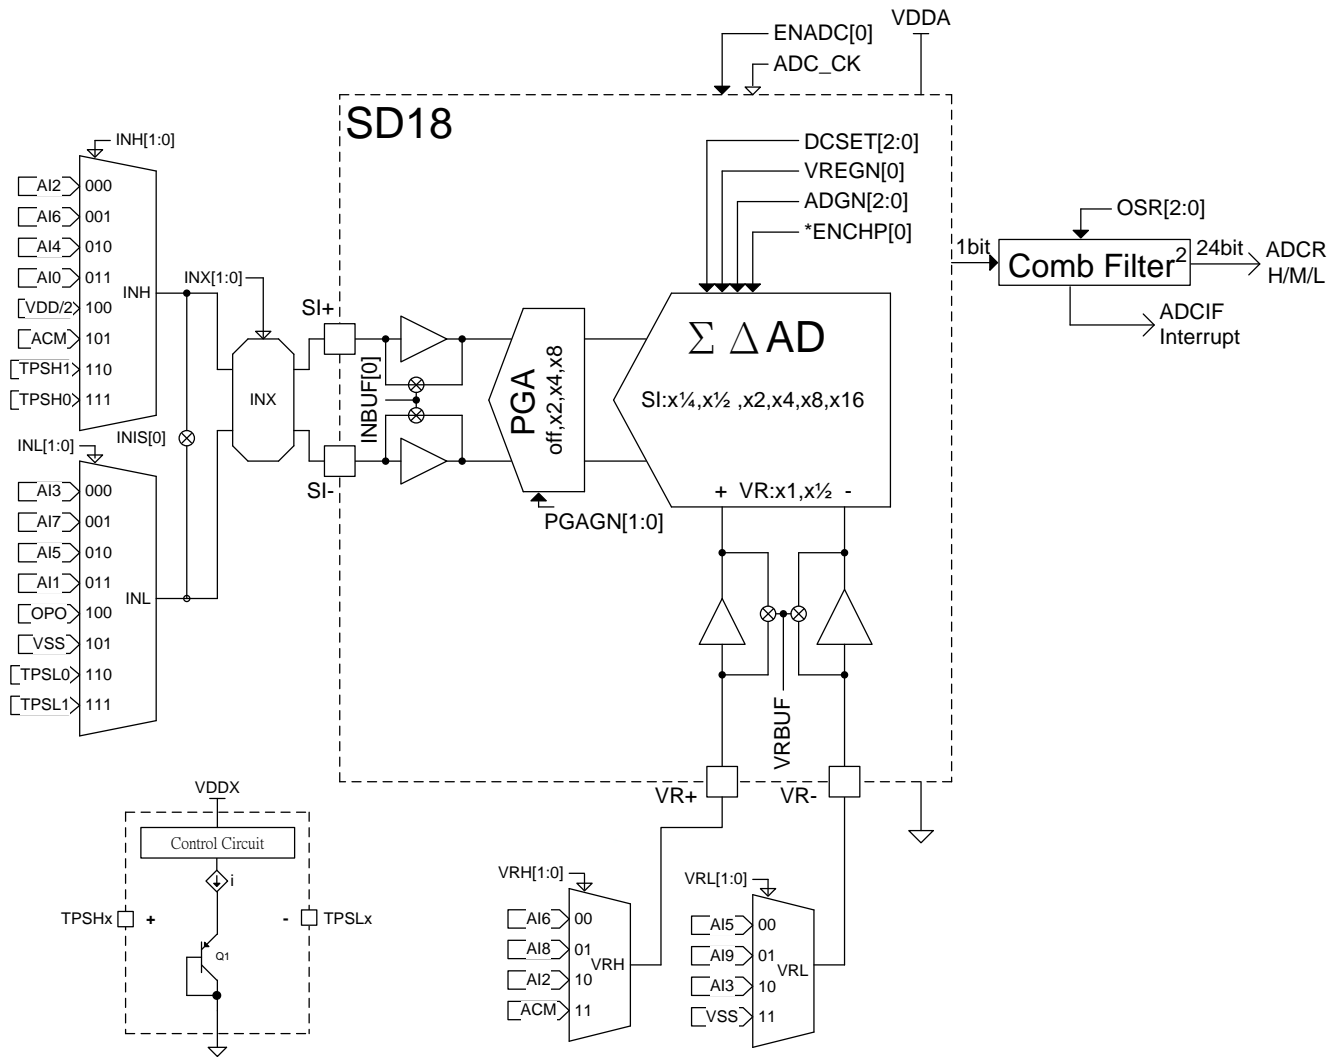 ENADC[0]
VDDA
ADC_CK
SD18
DCSET[2:0]
VREGN[0]
ADGN[2:0]
*ENCHP[0]
INH[1:0]
AI2 000
AI6 001
AI4 010
AI0 011
VDD/2 100
ACM 101
TPSH1 110
TPSH0 111
INH
INX[1:0]
INX
INIS[0]
INL[1:0]
AI3 000
AI7 001
AI5 010
AI1 011
OPO 100
VSS 101
TPSL0 110
TPSL1 111
INL
SI+
SI-
INBUF[0]
PGA
off,x2,x4,x8
PGAGN[1:0]
Σ Δ AD
SI:x¼,x½ ,x2,x4,x8,x16
+ VR:x1,x½ -
1bit
OSR[2:0]
Comb Filter²
24bit
ADCR
H/M/L
ADCIF
Interrupt
VRBUF
VR+
VR-
VRH[1:0]
AI6 00
AI8 01
AI2 10
ACM 11
VRH
VRL[1:0]
AI5 00
AI9 01
AI3 10
VSS 11
VRL
VDDX
Control Circuit
i
TPSHx
+
-
TPSLx
Q1